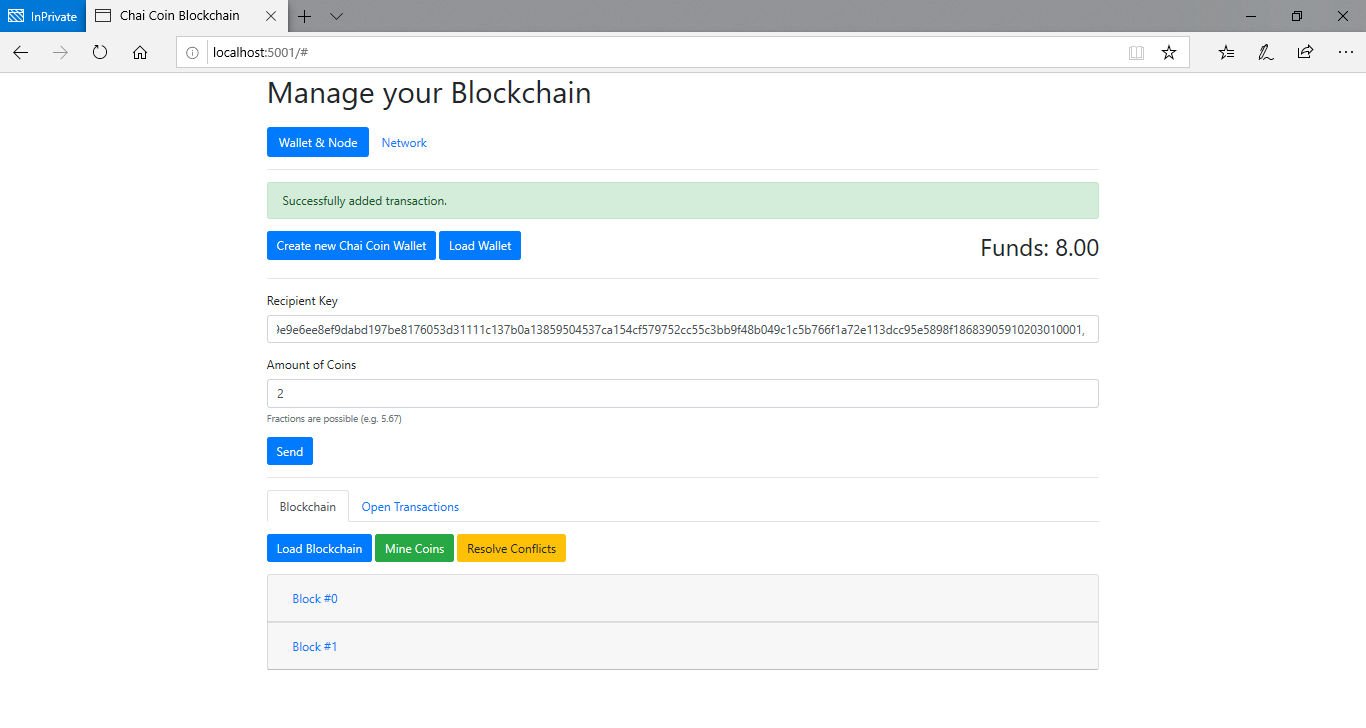 InPrivate Chai Coin Blockchain
localhost:5001/#
Manage your Blockchain
Wallet & Node Network
Successfully added transaction.
Create new Chai Coin Wallet Load Wallet Funds: 8.00
Recipient Key
9e9e6ee8ef9dabd197be8176053d31111c137b0a13859504537ca154cf579752cc55c3bb9f48b049c1c5b766f1a72e113dcc95e5898f18683905910203010001,
Amount of Coins
2
Fractions are possible (e.g. 5.67)
Send
Blockchain Open Transactions
Load Blockchain Mine Coins Resolve Conflicts
Block #0
Block #1